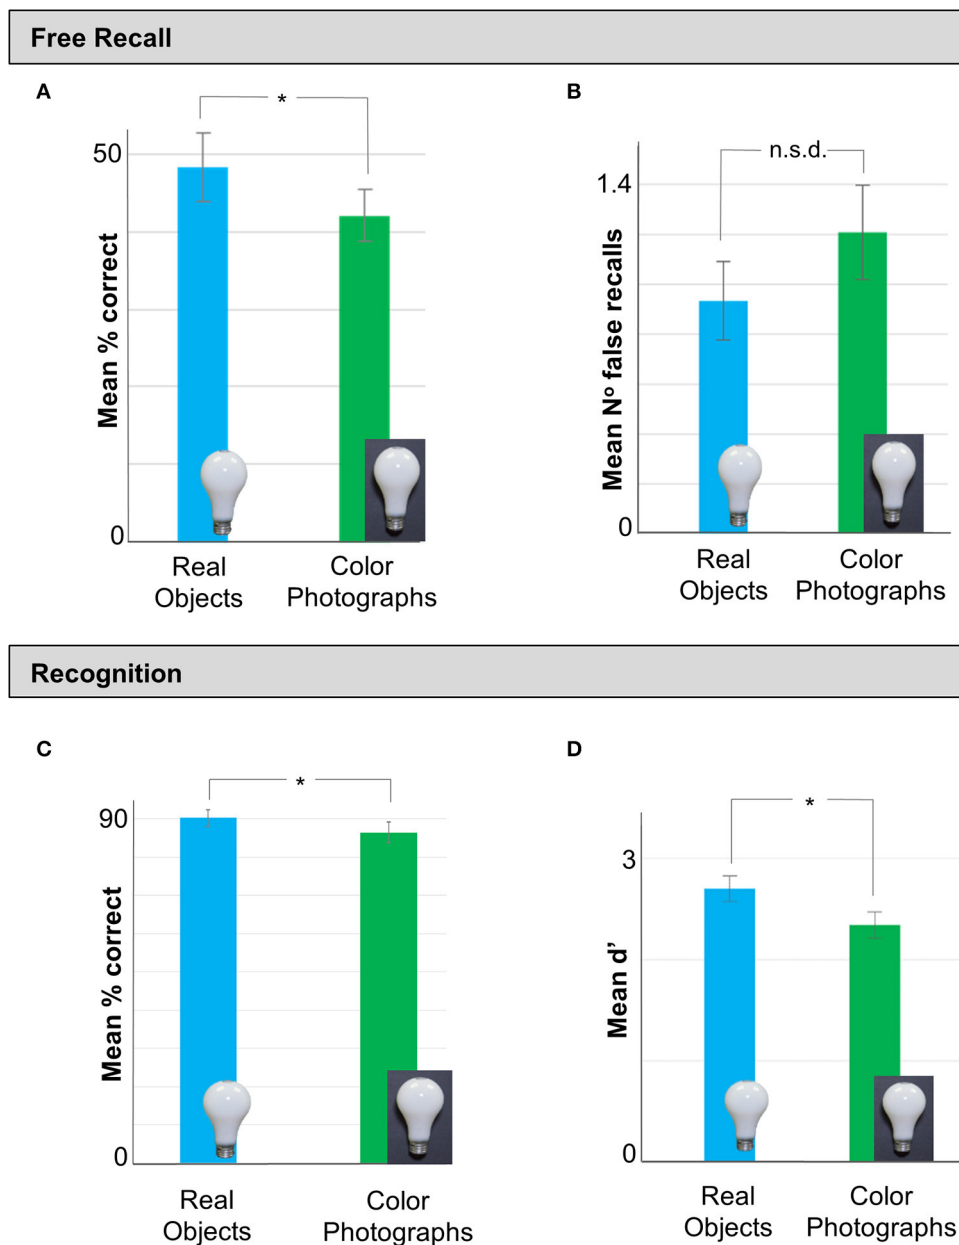 Free Recall
A
*
50
Mean % correct
0
Real
Objects
Color
Photographs
B
n.s.d.
1.4
Mean Nº false recalls
0
Real
Objects
Color
Photographs
Recognition
C
*
90
Mean % correct
0
Real
Objects
Color
Photographs
D
*
3
Mean d'
0
Real
Objects
Color
Photographs